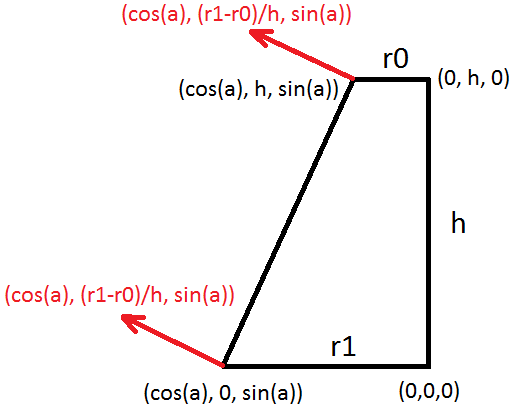 (cos(a), (r1-r0)/h, sin(a))
r0
(cos(a), h, sin(a))
(0, h, 0)
h
(cos(a), (r1-r0)/h, sin(a))
r1
(cos(a), 0, sin(a))
(0,0,0)